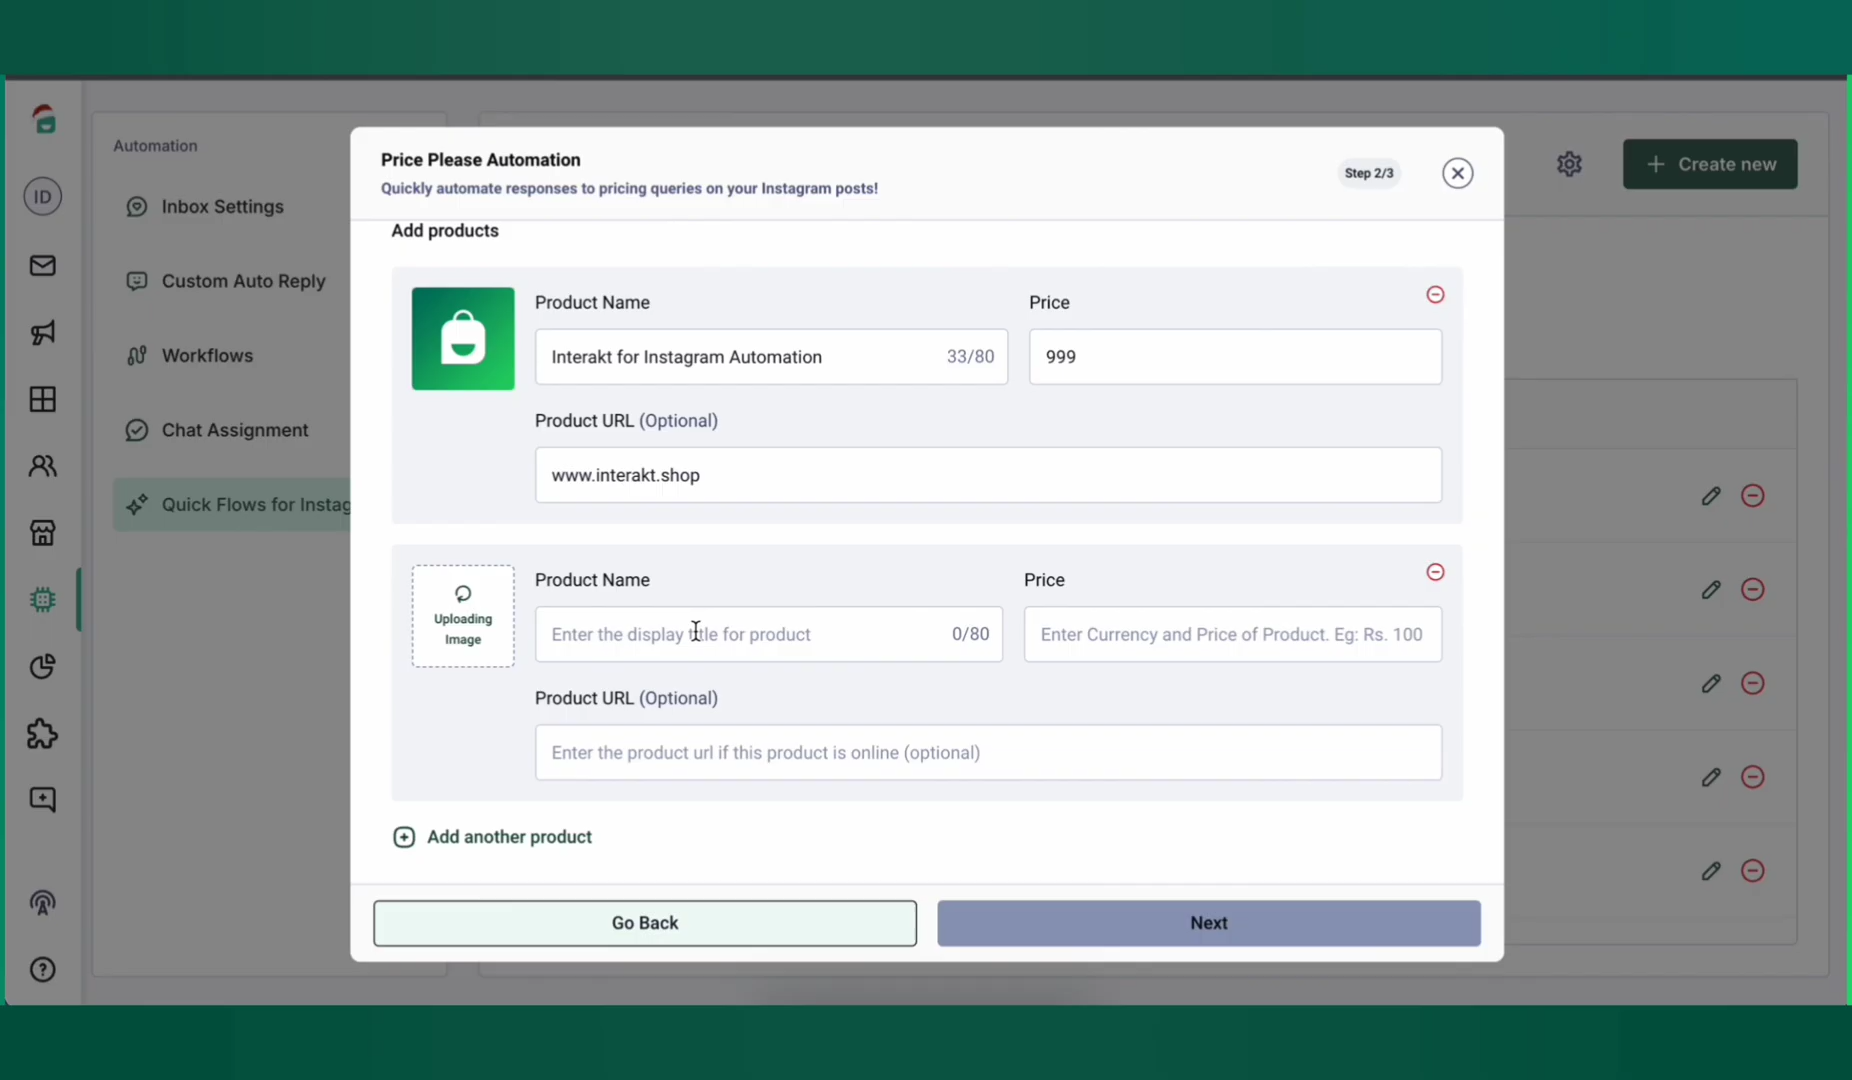 Price Please Automation
Quickly automate responses to pricing queries on your Instagram posts!
Step 2/3
Create new
ID
Automation
Inbox Settings
Custom Auto Reply
Workflows
Chat Assignment
Quick Flows for Instag
Add products
Product Name
Price
Interakt for Instagram Automation 33/80
999
Product URL (Optional)
www.interakt.shop
Uploading
Image
Product Name
Price
Enter the display title for product 0/80
Enter Currency and Price of Product. Eg: Rs. 100
Product URL (Optional)
Enter the product url if this product is online (optional)
Add another product
Go Back
Next